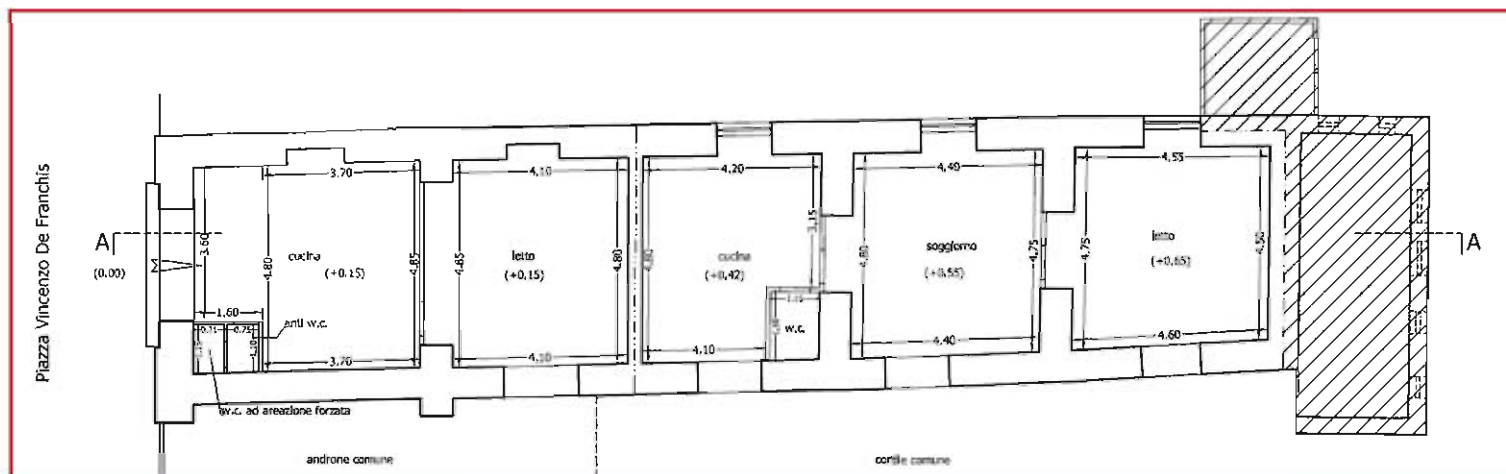 Piazza Vincenzo De Franchis
A
(0.00)
3.60
1.60
anti w.c.
w.c. ad areazione forzata
3.70
4.80
cucina
(+0.15)
4.85
3.70
4.10
4.85
letto
(+0.15)
4.80
4.10
4.20
4.80
cucina
(+0.42)
3.15
w.c.
4.10
4.40
4.80
soggiorno
(+0.55)
4.75
4.40
4.55
4.75
letto
(+0.65)
4.50
4.60
A
androne comune
cortile comune